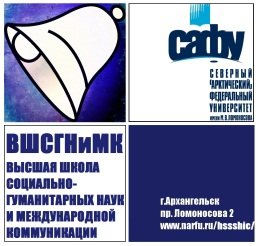 сафу
СЕВЕРНЫЙ
АРКТИЧЕСКИЙ
ФЕДЕРАЛЬНЫЙ
УНИВЕРСИТЕТ
ИМЕНИ М. В. ЛОМОНОСОВА
ВШСГНиМК
ВЫСШАЯ ШКОЛА
СОЦИАЛЬНО-
ГУМАНИТАРНЫХ НАУК
И МЕЖДУНАРОДНОЙ
КОММУНИКАЦИИ
г.Архангельск
пр. Ломоносова 2
www.narfu.ru/hssshic/